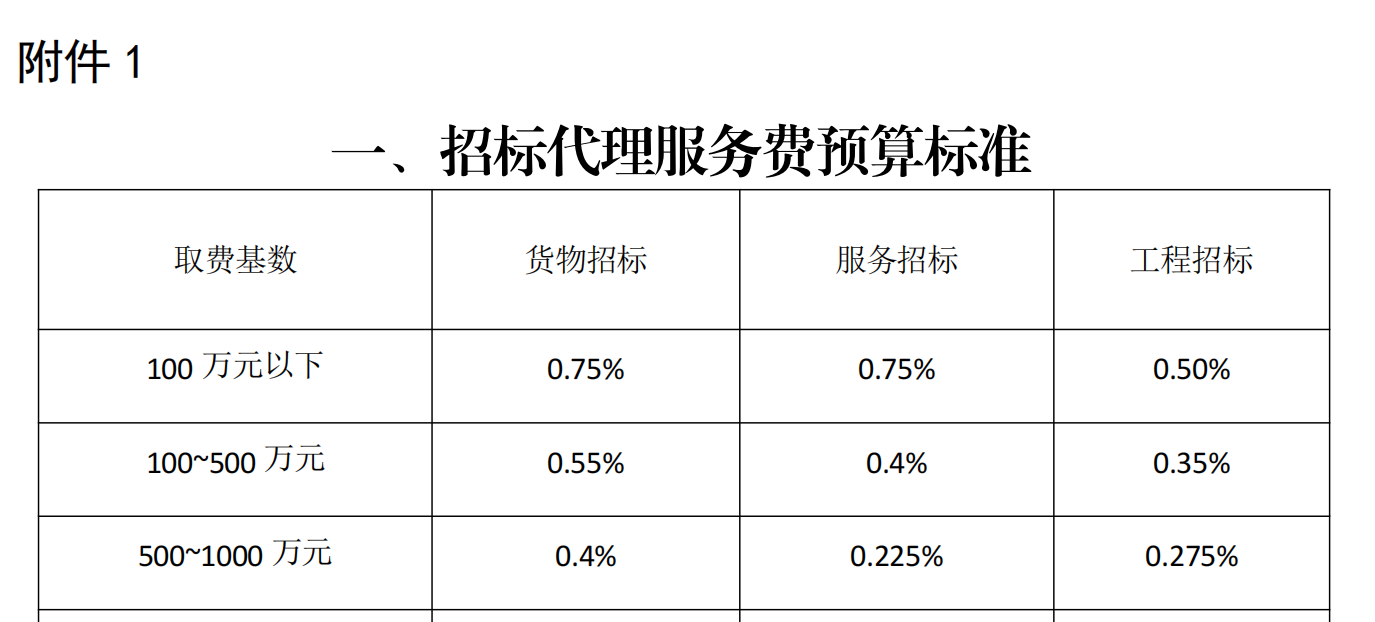 附件 1
一、招标代理服务费预算标准
取费基数 货物招标 服务招标 工程招标
100 万元以下 0.75% 0.75% 0.50%
100~500 万元 0.55% 0.4% 0.35%
500~1000 万元 0.4% 0.225% 0.275%